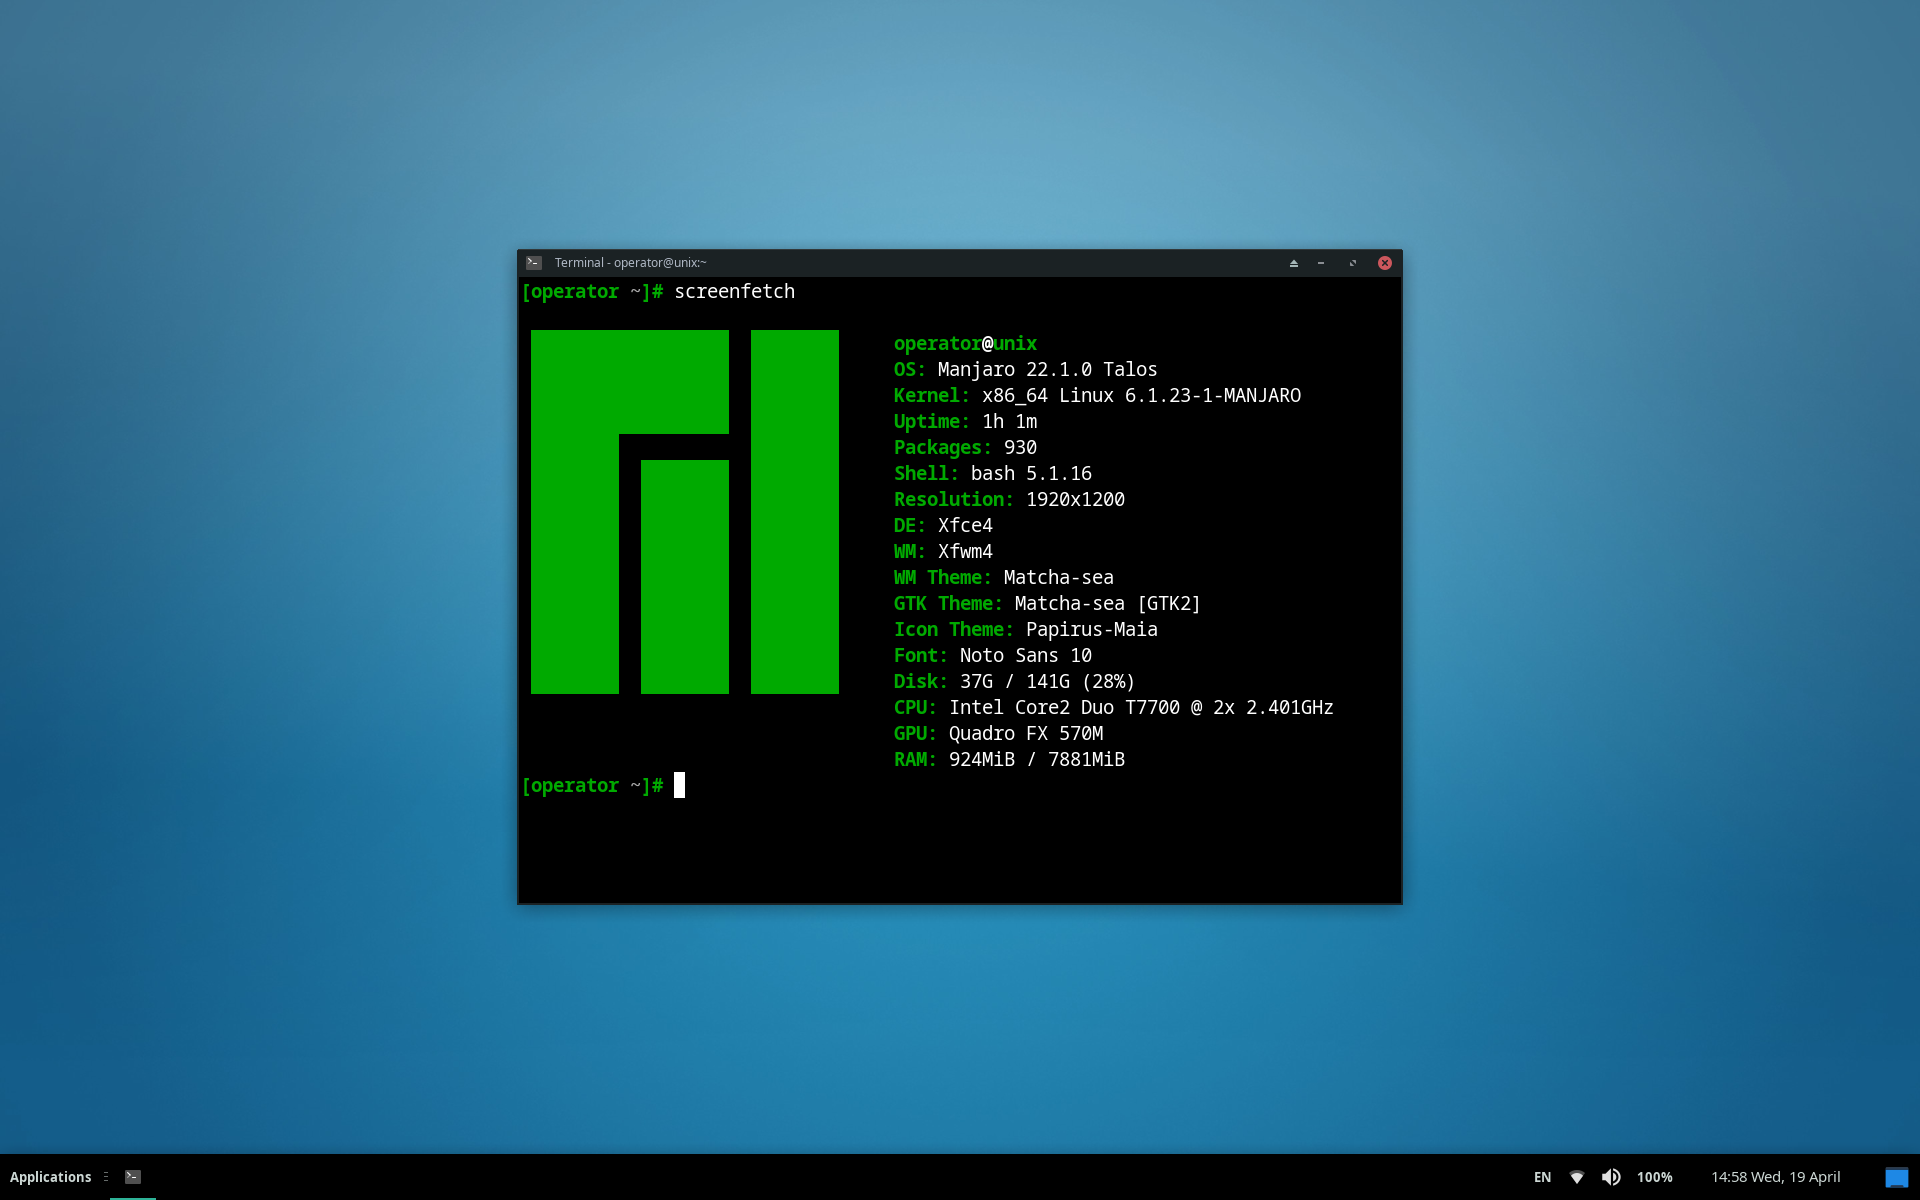 Terminal - operator@unix:~
[operator ~]# screenfetch
operator@unix
OS: Manjaro 22.1.0 Talos
Kernel: x86_64 Linux 6.1.23-1-MANJARO
Uptime: 1h 1m
Packages: 930
Shell: bash 5.1.16
Resolution: 1920x1200
DE: Xfce4
WM: Xfwm4
WM Theme: Matcha-sea
GTK Theme: Matcha-sea [GTK2]
Icon Theme: Papirus-Maia
Font: Noto Sans 10
Disk: 37G / 141G (28%)
CPU: Intel Core2 Duo T7700 @ 2x 2.401GHz
GPU: Quadro FX 570M
RAM: 924MiB / 7881MiB
[operator ~]#
Applications EN 100% 14:58 Wed, 19 April